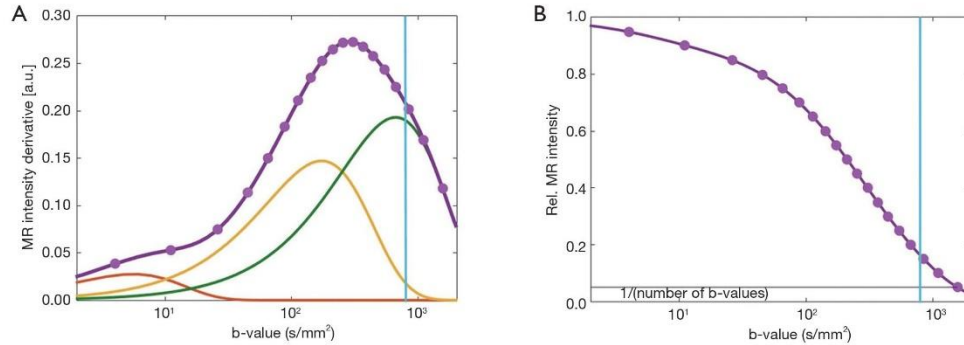 A
MR intensity derivative [a.u.]
0.30
0.25
0.20
0.15
0.10
0.05
0.00
10¹
10²
10³
b-value (s/mm²)
B
Rel. MR intensity
1.0
0.8
0.6
0.4
0.2
0.0
1/(number of b-values)
10¹
10²
10³
b-value (s/mm²)